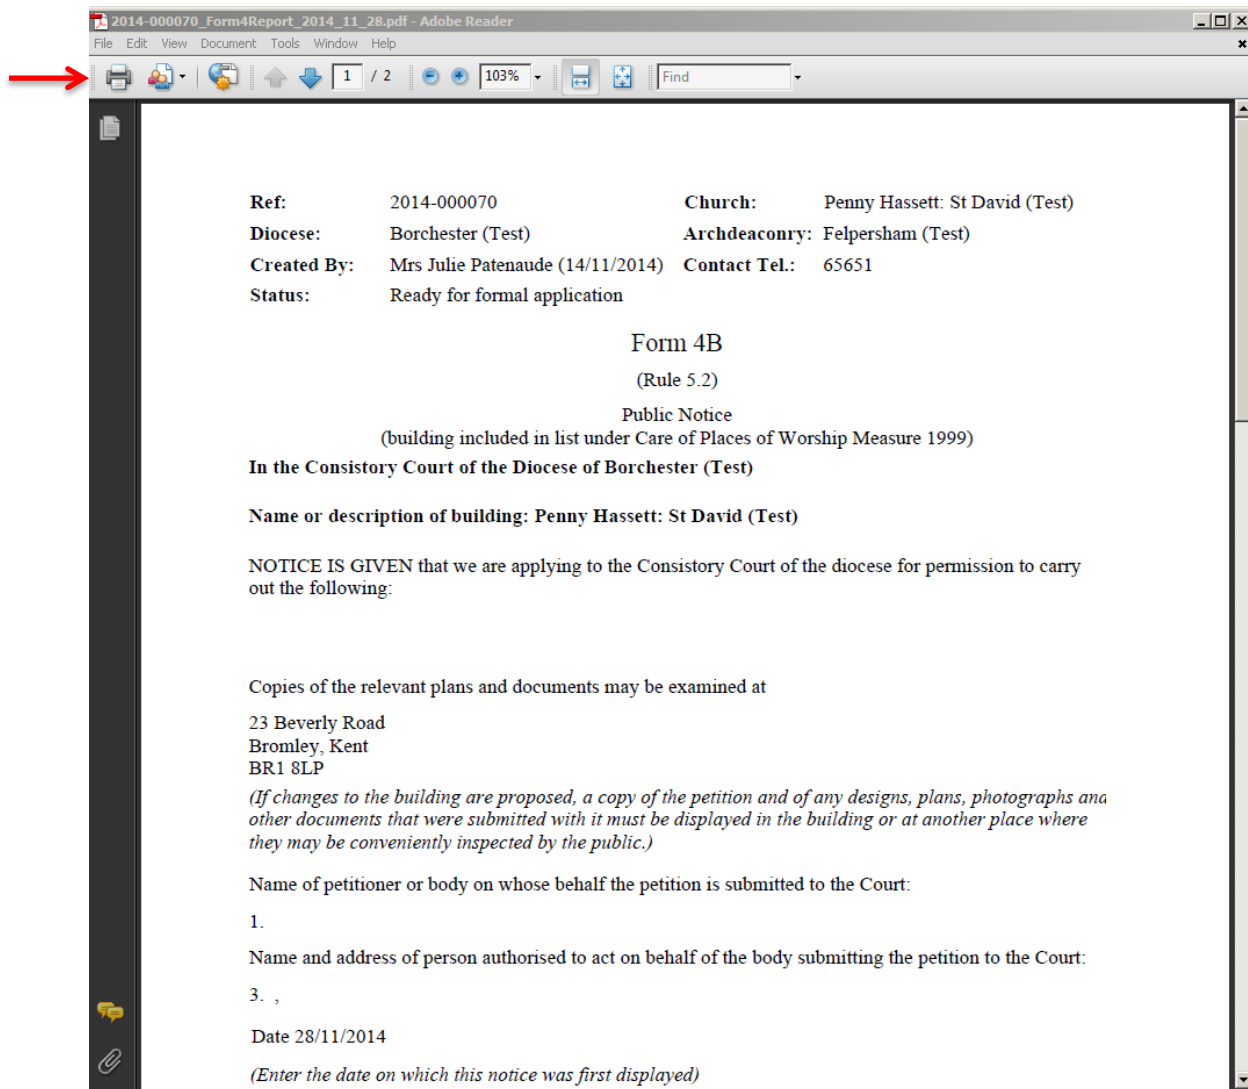 2014-000070_Form4Report_2014_11_28.pdf - Adobe Reader
File Edit View Document Tools Window Help
1 / 2 103% Find
Ref: 2014-000070 Church: Penny Hassett: St David (Test)
Diocese: Borchester (Test) Archdeaconry: Felpersham (Test)
Created By: Mrs Julie Patenaude (14/11/2014) Contact Tel.: 65651
Status: Ready for formal application
Form 4B
(Rule 5.2)
Public Notice
(building included in list under Care of Places of Worship Measure 1999)
In the Consistory Court of the Diocese of Borchester (Test)
Name or description of building: Penny Hassett: St David (Test)
NOTICE IS GIVEN that we are applying to the Consistory Court of the diocese for permission to carry
out the following:
Copies of the relevant plans and documents may be examined at
23 Beverly Road
Bromley, Kent
BR1 8LP
(If changes to the building are proposed, a copy of the petition and of any designs, plans, photographs and
other documents that were submitted with it must be displayed in the building or at another place where
they may be conveniently inspected by the public.)
Name of petitioner or body on whose behalf the petition is submitted to the Court:
1.
Name and address of person authorised to act on behalf of the body submitting the petition to the Court:
3. ,
Date 28/11/2014
(Enter the date on which this notice was first displayed)